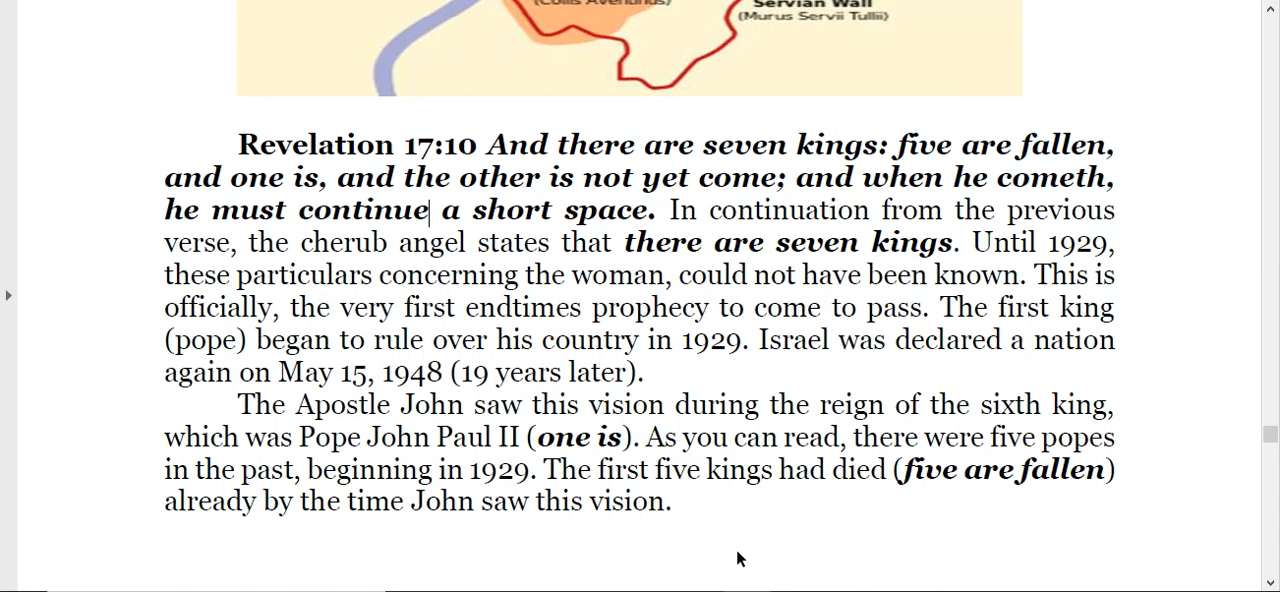 (Collis Aventinus)
Servian Wall
(Murus Servii Tullii)
Revelation 17:10 And there are seven kings: five are fallen,
and one is, and the other is not yet come; and when he cometh,
he must continue a short space. In continuation from the previous
verse, the cherub angel states that there are seven kings. Until 1929,
these particulars concerning the woman, could not have been known. This is
officially, the very first endtimes prophecy to come to pass. The first king
(pope) began to rule over his country in 1929. Israel was declared a nation
again on May 15, 1948 (19 years later).
The Apostle John saw this vision during the reign of the sixth king,
which was Pope John Paul II (one is). As you can read, there were five popes
in the past, beginning in 1929. The first five kings had died (five are fallen)
already by the time John saw this vision.